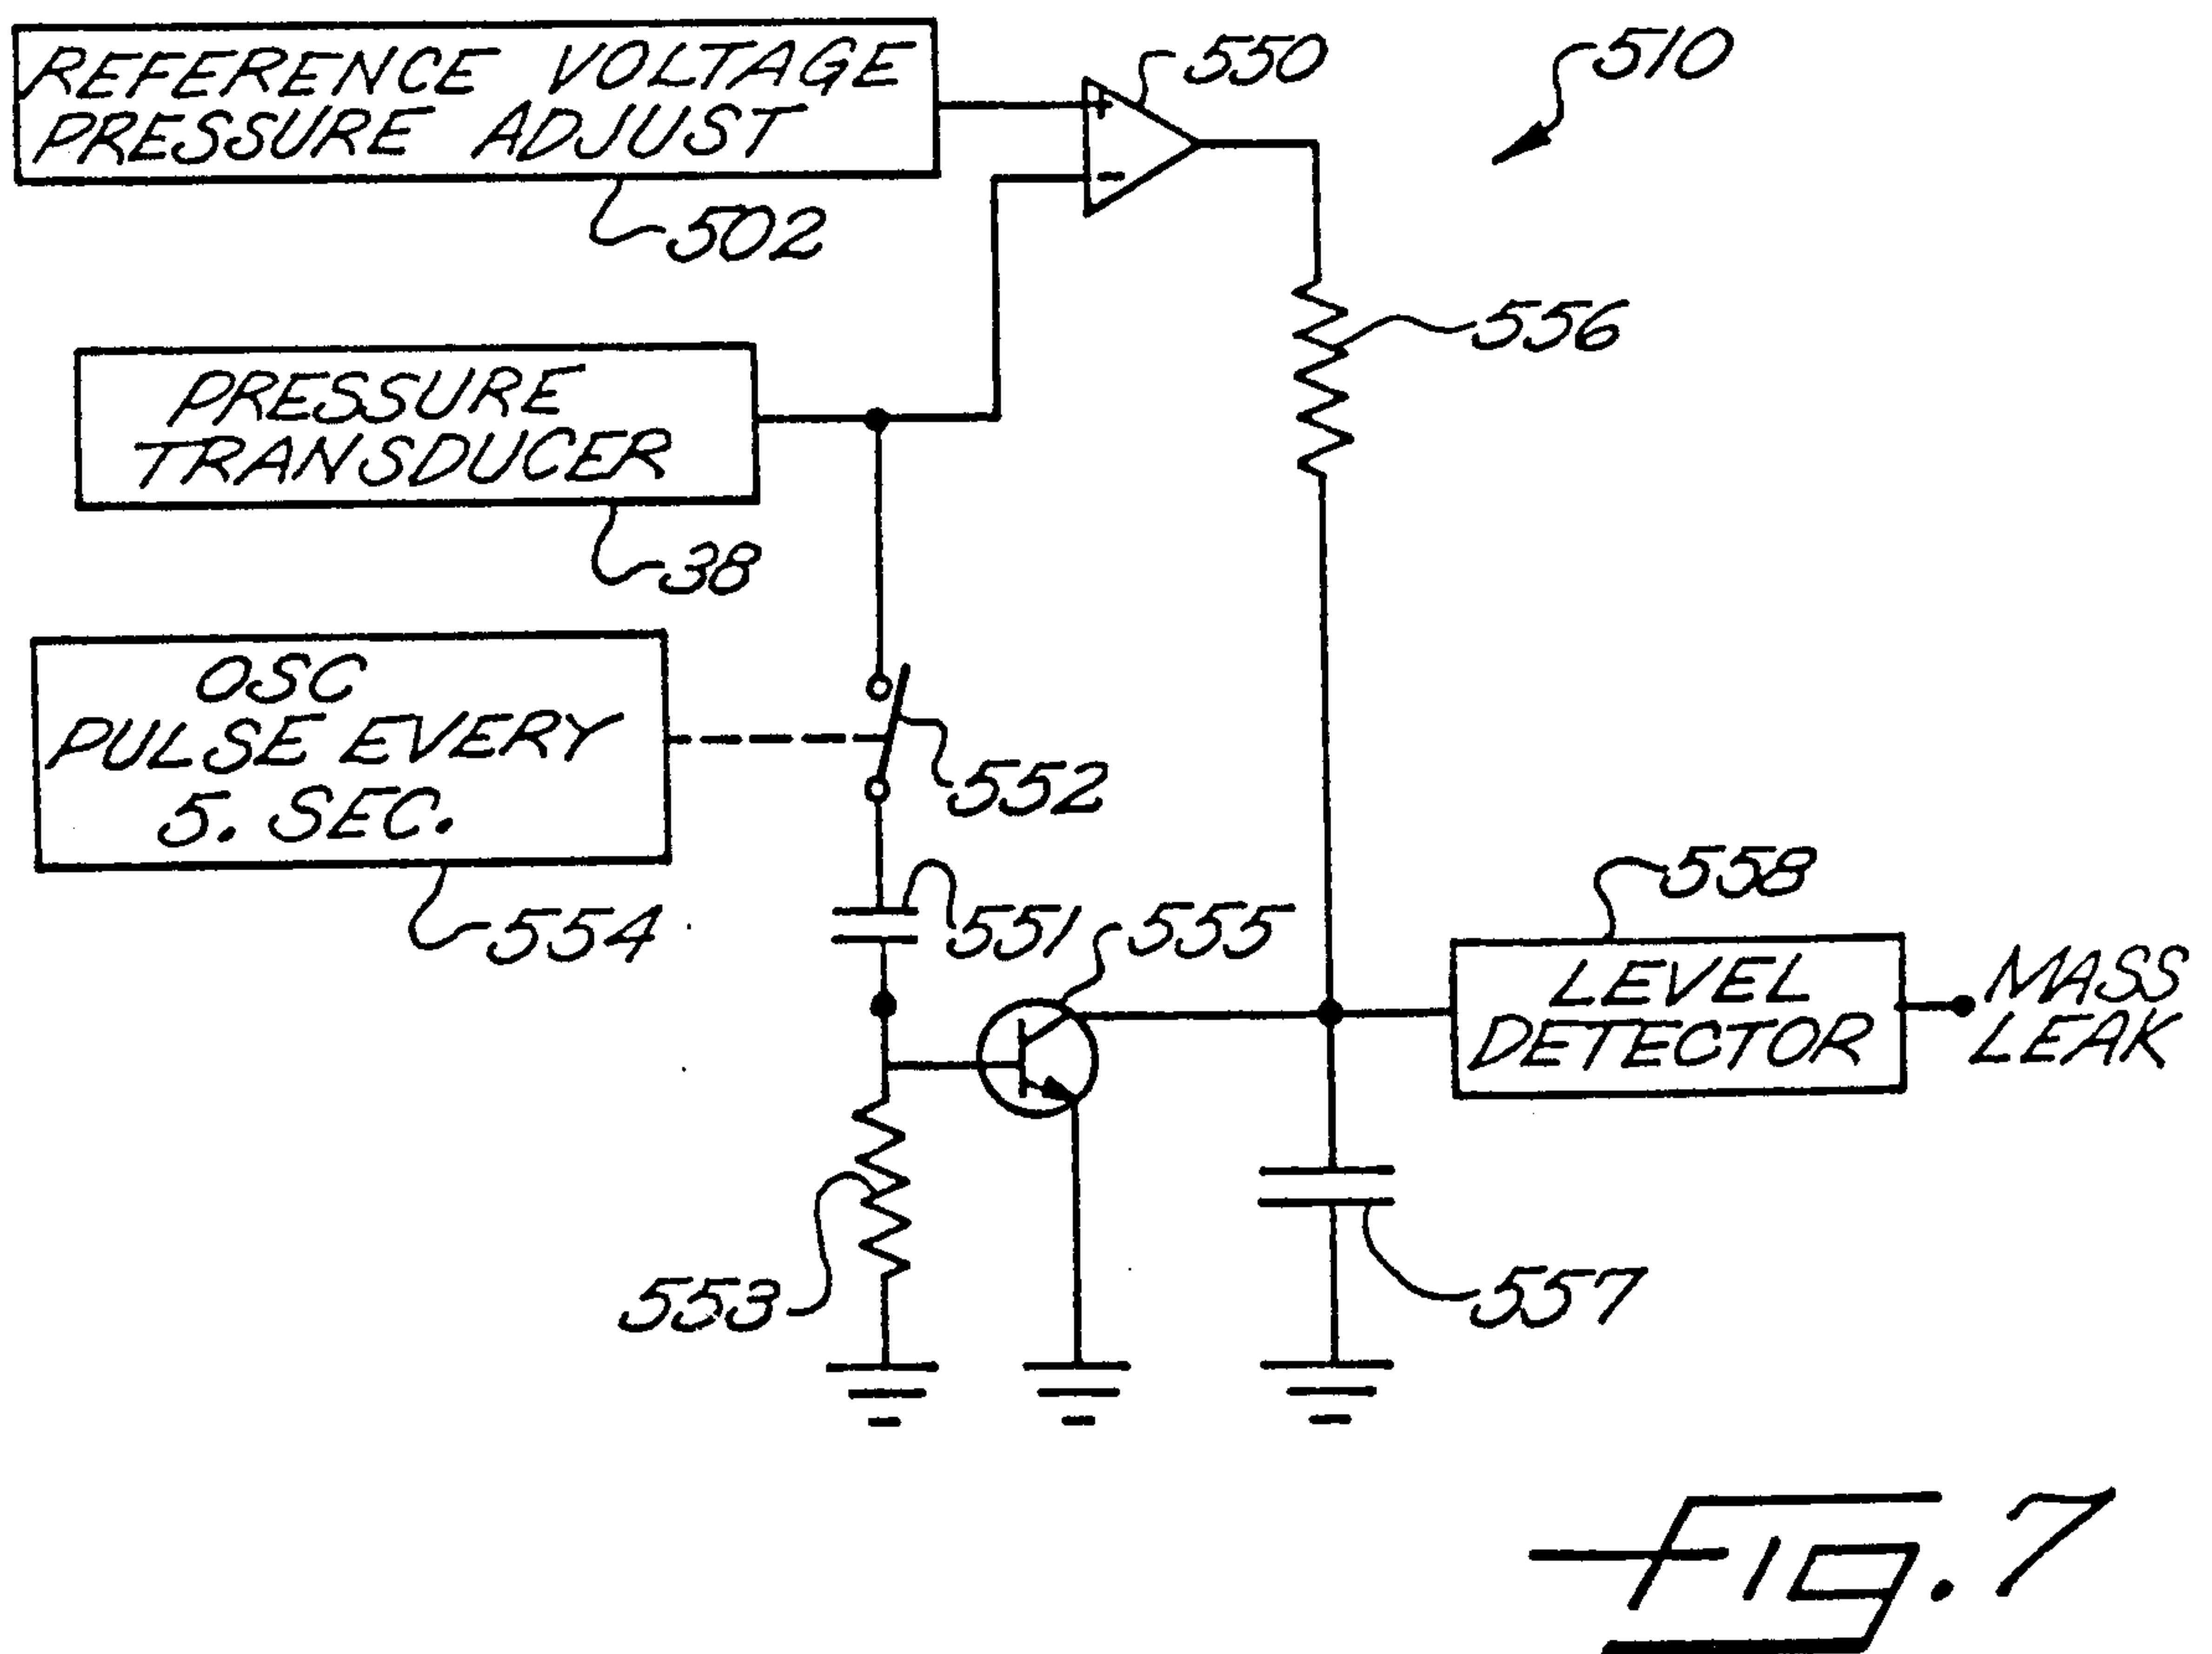 REFERENCE VOLTAGE
PRESSURE ADJUST
502
+
-
550
510
556
PRESSURE
TRANSDUCER
38
OSC
PULSE EVERY
5. SEC.
554
552
551
555
558
LEVEL
DETECTOR
MASS
LEAK
553
557
Fig. 7